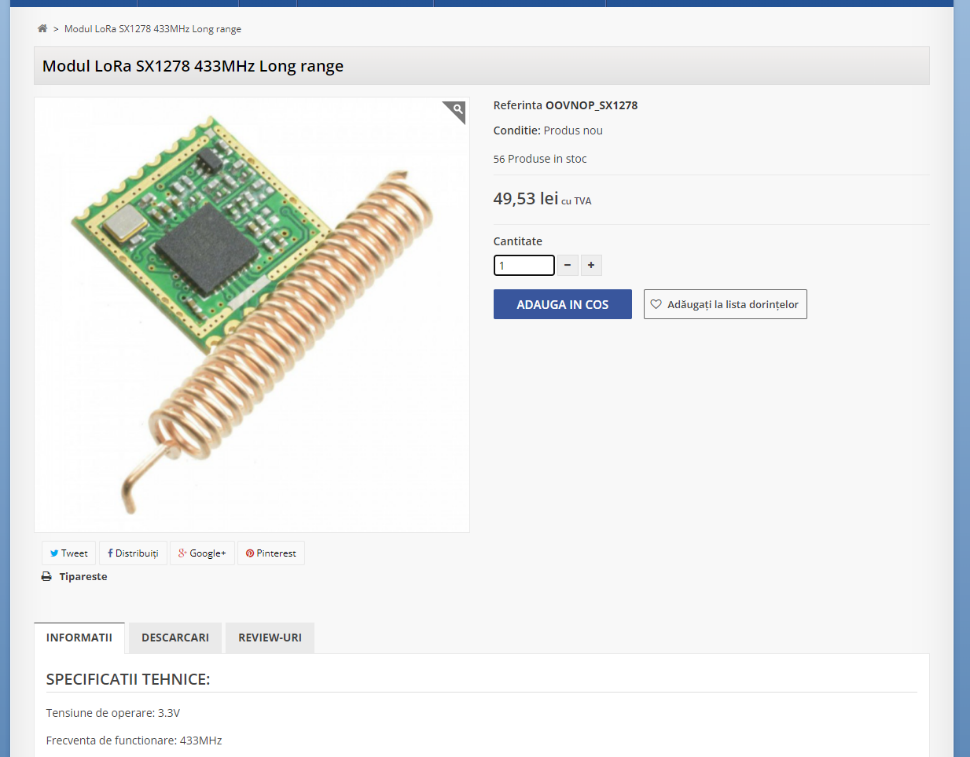 > Modul LoRa SX1278 433MHz Long range
Modul LoRa SX1278 433MHz Long range
Referinta OOVNOP_SX1278
Conditie: Produs nou
56 Produse in stoc
49,53 lei cu TVA
Cantitate
1 − +
ADAUGA IN COS Adăugați la lista dorințelor
Tweet Distribuiți Google+ Pinterest
Tipareste
INFORMATII DESCARCARI REVIEW-URI
SPECIFICATII TEHNICE:
Tensiune de operare: 3.3V
Frecventa de functionare: 433MHz